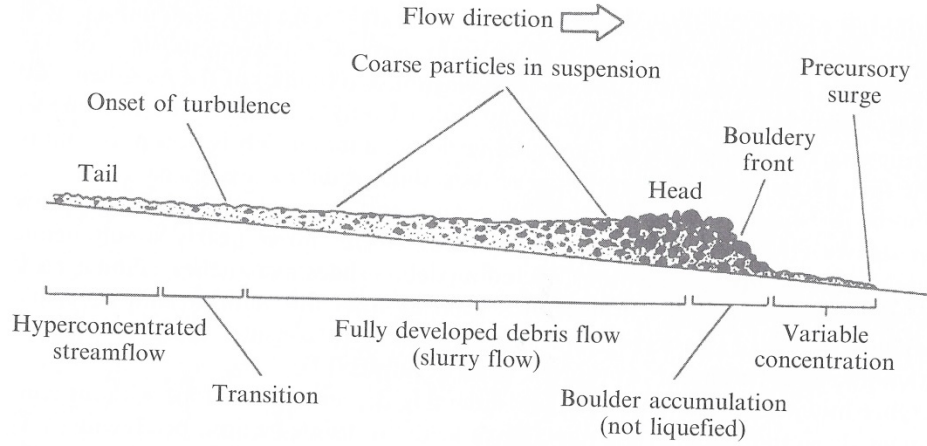 Flow direction
Coarse particles in suspension
Precursory
surge
Onset of turbulence
Bouldery
front
Tail
Head
Hyperconcentrated
streamflow
Fully developed debris flow
(slurry flow)
Variable
concentration
Transition
Boulder accumulation
(not liquefied)